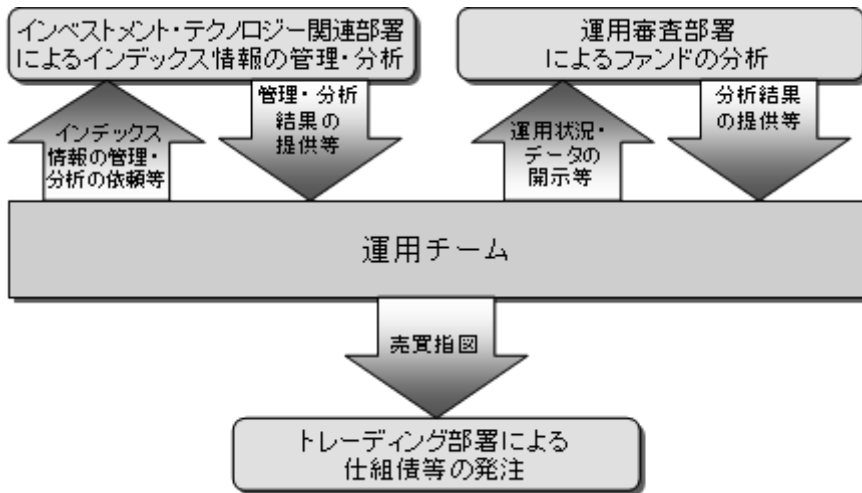 インベストメント・テクノロジー関連部署
によるインデックス情報の管理・分析
運用審査部署
によるファンドの分析
インデックス
情報の管理・
分析の依頼等
管理・分析
結果の
提供等
運用状況・
データの
開示等
分析結果
の提供等
運用チーム
売買指図
トレーディング部署による
仕組債等の発注